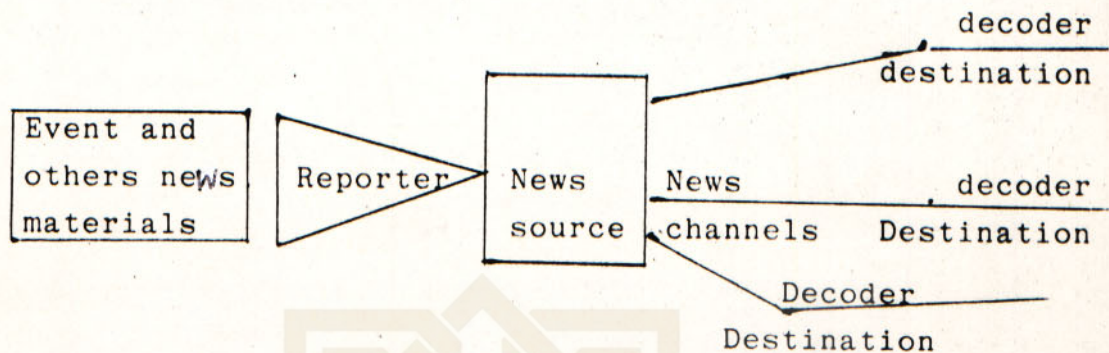 Event and
others news
materials
Reporter
News
source
News
channels
decoder
destination
decoder
Destination
Decoder
Destination